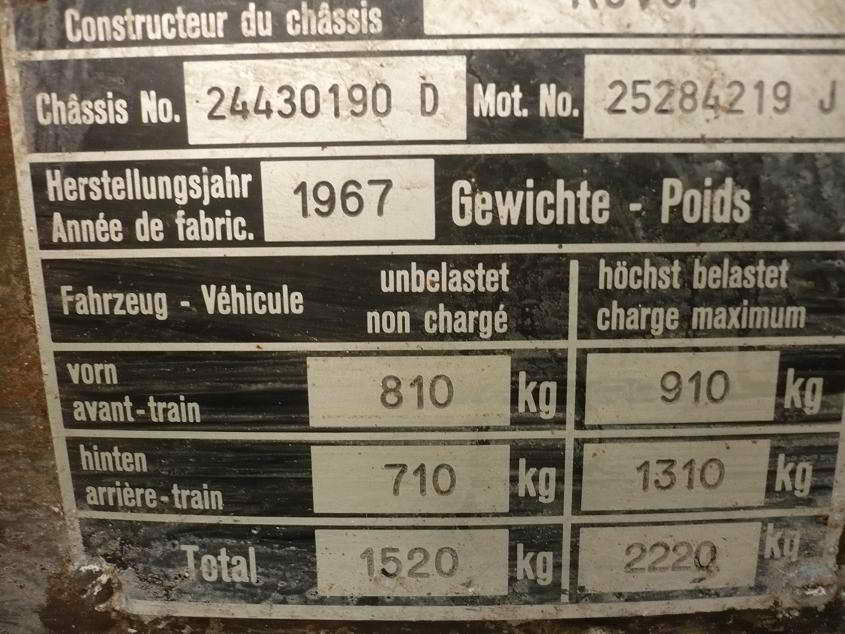 Constructeur du châssis Rover
Châssis No. 24430190 D Mot. No. 25284219 J
Herstellungsjahr
Année de fabric. 1967 Gewichte - Poids
Fahrzeug - Véhicule
unbelastet
non chargé
höchst belastet
charge maximum
vorn
avant-train 810 kg 910 kg
hinten
arrière-train 710 kg 1310 kg
Total 1520 kg 2220 kg